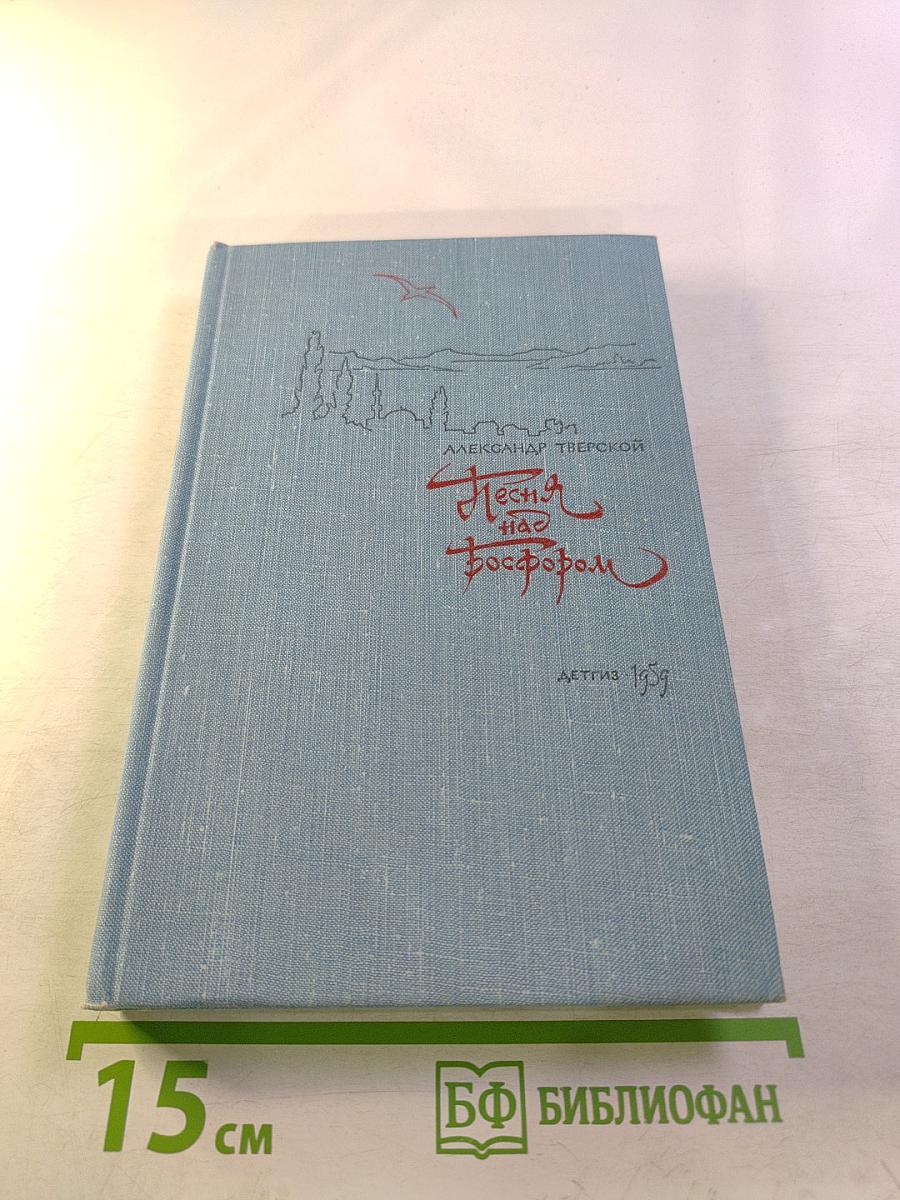 АЛЕКСАНДР ТВЕРСКОЙ
Песня
над
Босфором
ДЕТГИЗ · 1959
15 см
БФ БИБЛИОФАН